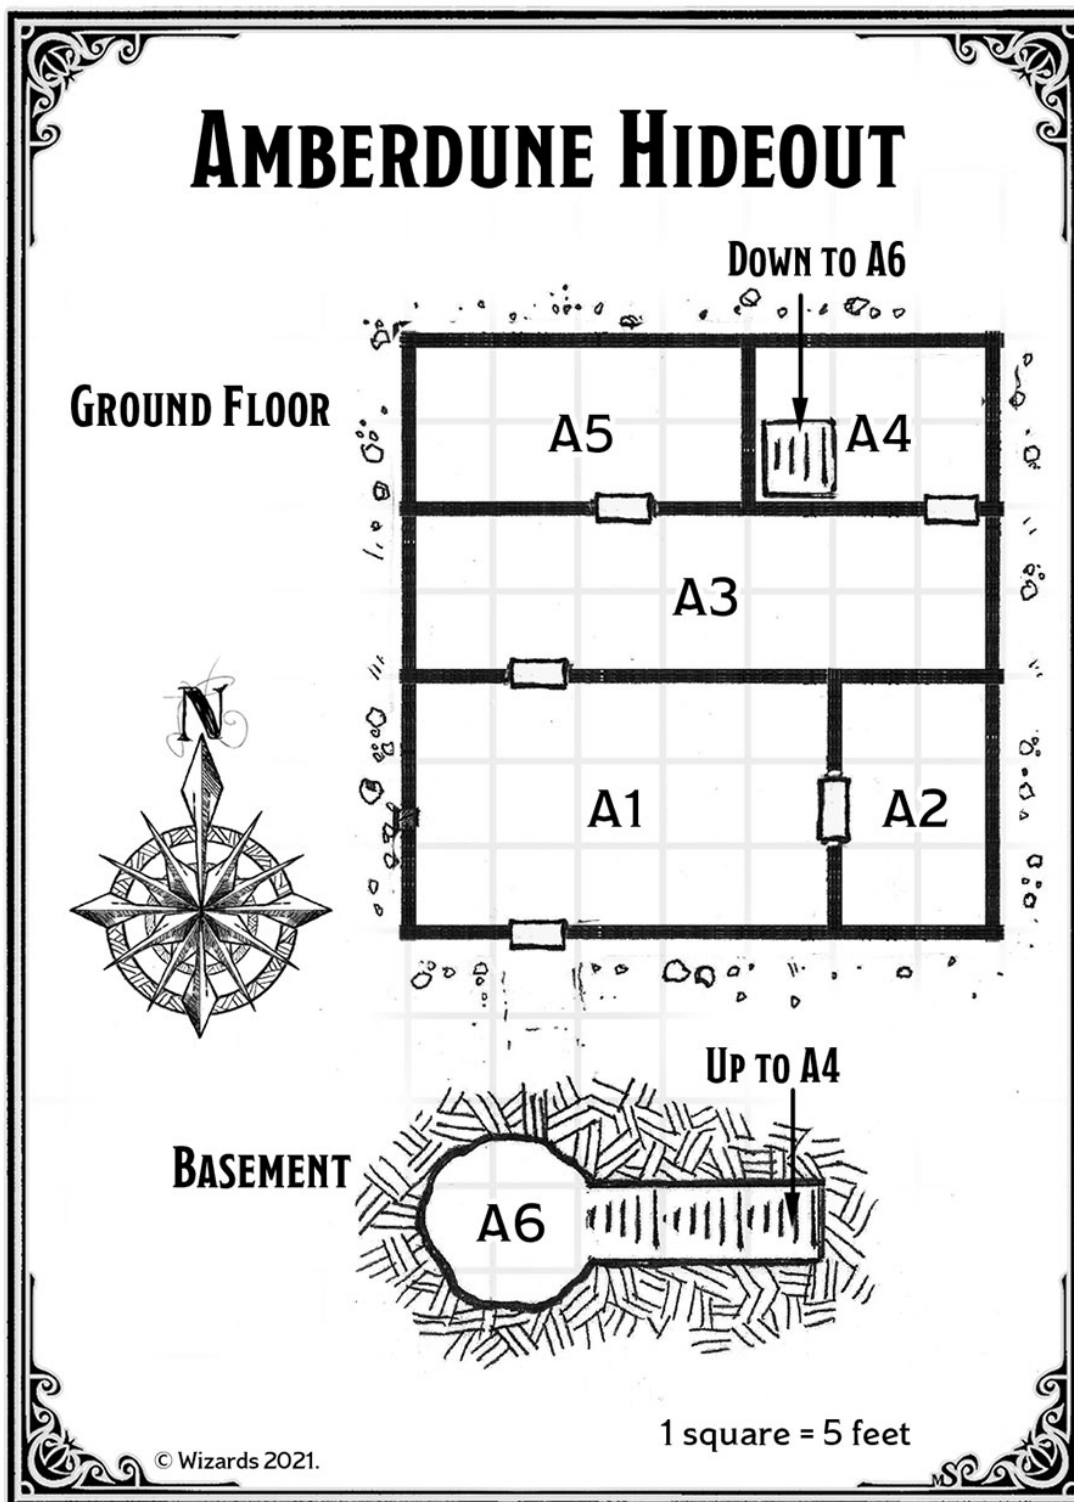 AMBERDUNE HIDEOUT
DOWN TO A6
GROUND FLOOR
A5
A4
A3
N
A1
A2
UP TO A4
BASEMENT
A6
1 square = 5 feet
© Wizards 2021.
MS